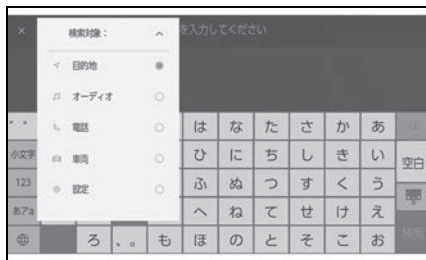 × 検索対象： を入力してください
目的地
オーディオ
電話
車両
設定
は な た さ か あ
小文字 ひ に ち し き い 空白
123 ふ ぬ つ す く う
あアa へ ね て せ け え
ろ 、。 も ほ の と そ こ お 検索